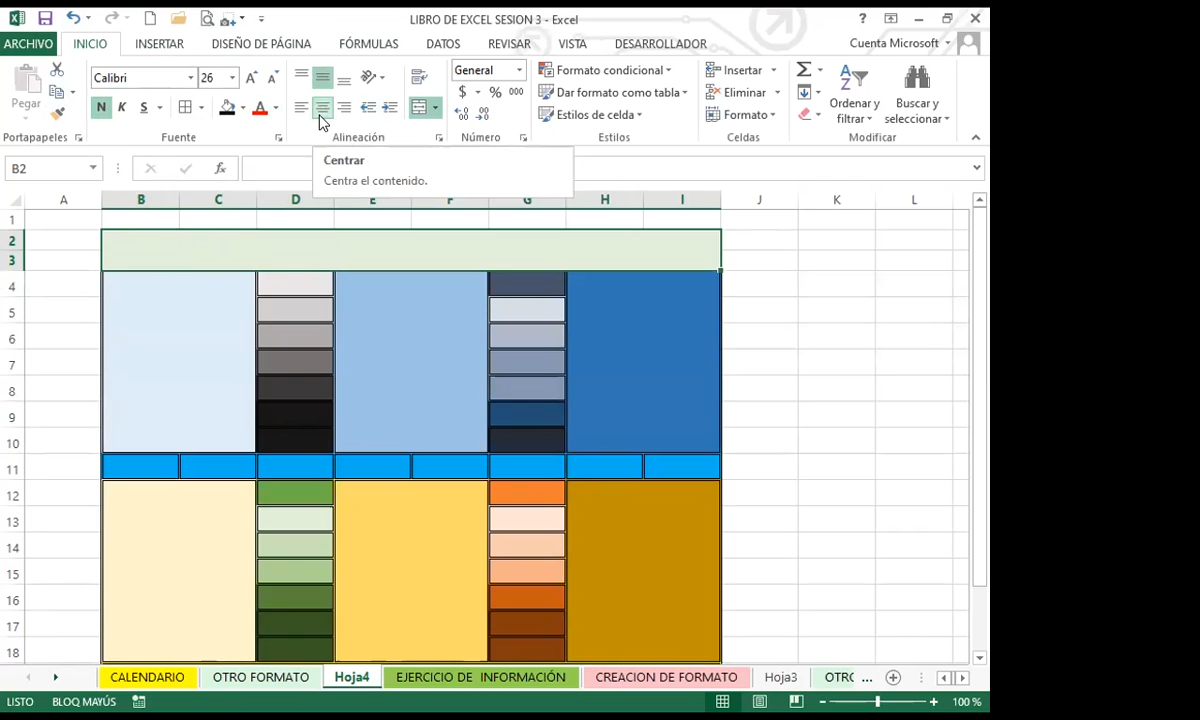 LIBRO DE EXCEL SESION 3 - Excel
ARCHIVO INICIO INSERTAR DISEÑO DE PÁGINA FÓRMULAS DATOS REVISAR VISTA DESARROLLADOR Cuenta Microsoft
Pegar
Calibri 26
N K S
General
$ % 000
Formato condicional
Dar formato como tabla
Estilos de celda
Insertar
Eliminar
Formato
Ordenar y
filtrar
Buscar y
seleccionar
Portapapeles Fuente Alineación Número Estilos Celdas Modificar
B2 fx
Centrar
Centra el contenido.
A B C D E F G H I J K L
1
2
3
4
5
6
7
8
9
10
11
12
13
14
15
16
17
18
CALENDARIO OTRO FORMATO Hoja4 EJERCICIO DE INFORMACIÓN CREACION DE FORMATO Hoja3 OTRC ...
LISTO BLOQ MAYÚS 100 %